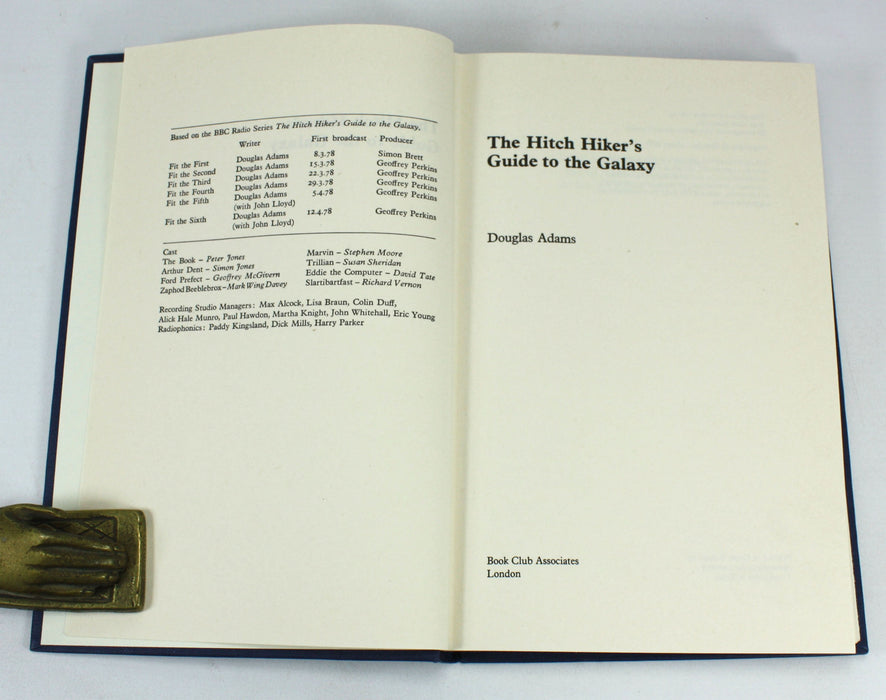 Based on the BBC Radio Series The Hitch Hiker's Guide to the Galaxy.
Writer First broadcast Producer
Fit the First Douglas Adams 8.3.78 Simon Brett
Fit the Second Douglas Adams 15.3.78 Geoffrey Perkins
Fit the Third Douglas Adams 22.3.78 Geoffrey Perkins
Fit the Fourth Douglas Adams 29.3.78 Geoffrey Perkins
Fit the Fifth Douglas Adams 5.4.78 Geoffrey Perkins
(with John Lloyd)
Fit the Sixth Douglas Adams 12.4.78 Geoffrey Perkins
(with John Lloyd)
Cast
The Book – Peter Jones
Arthur Dent – Simon Jones
Ford Prefect – Geoffrey McGivern
Zaphod Beeblebrox – Mark Wing Davey
Marvin – Stephen Moore
Trillian – Susan Sheridan
Eddie the Computer – David Tate
Slartibartfast – Richard Vernon
Recording Studio Managers: Max Alcock, Lisa Braun, Colin Duff,
Alick Hale Munro, Paul Hawdon, Martha Knight, John Whitehall, Eric Young
Radiophonics: Paddy Kingsland, Dick Mills, Harry Parker
The Hitch Hiker's
Guide to the Galaxy
Douglas Adams
Book Club Associates
London